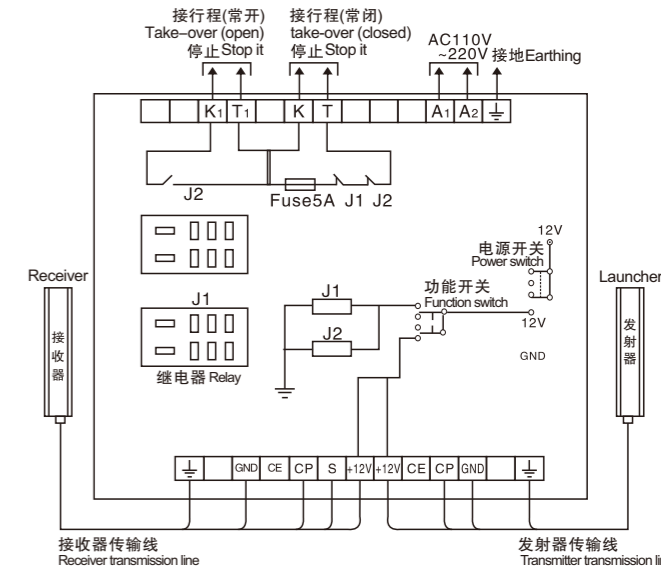 接行程(常开)
Take-over (open)
停止 Stop it
接行程(常闭)
take-over (closed)
停止 Stop it
AC110V
~220V
接地Earthing
K1 T1 K T A1 A2
J2
Fuse5A J1 J2
12V
电源开关
Power switch
功能开关
Function switch
12V
GND
Receiver
接收器
Launcher
发射器
J1
J2
J1
继电器 Relay
GND CE CP S +12V +12V CE CP GND
接收器传输线
Receiver transmission line
发射器传输线
Transmitter transmission li